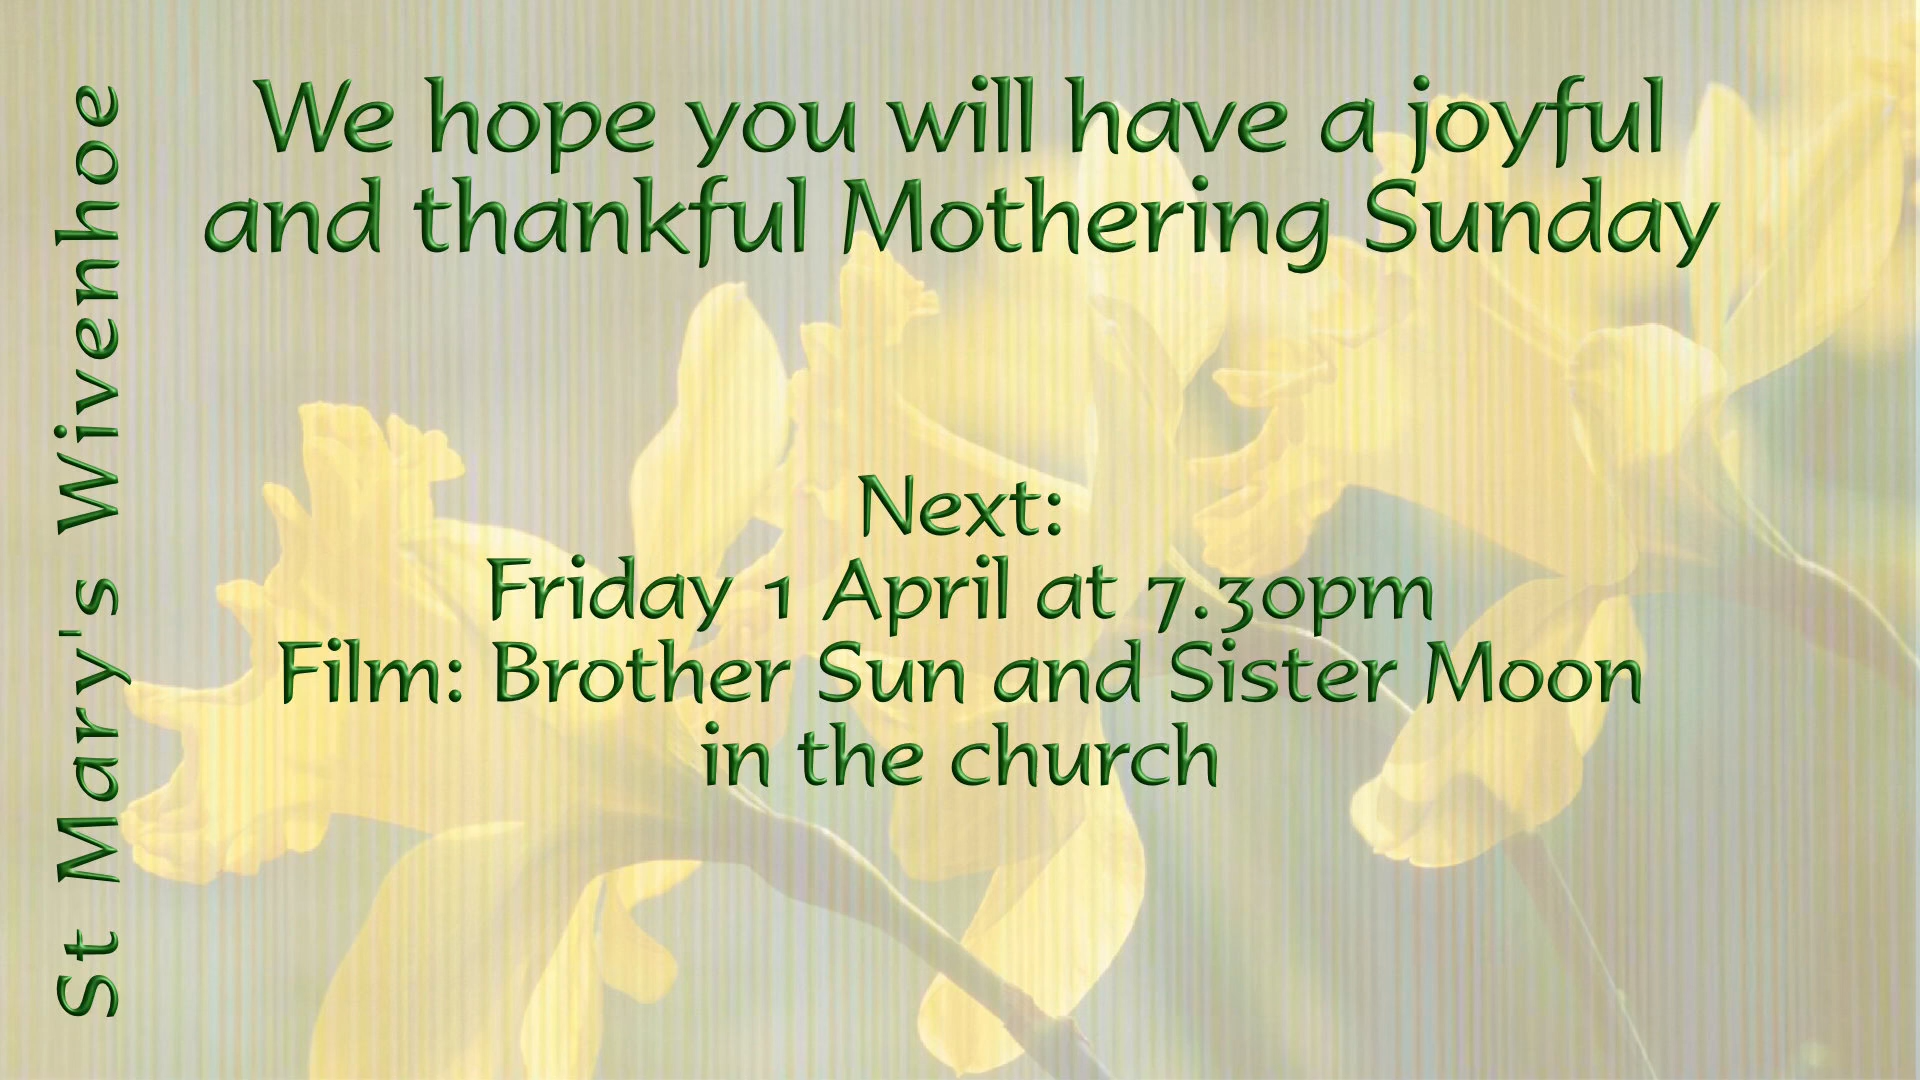 St Mary's Wivenhoe
We hope you will have a joyful
and thankful Mothering Sunday
Next:
Friday 1 April at 7.30pm
Film: Brother Sun and Sister Moon
in the church